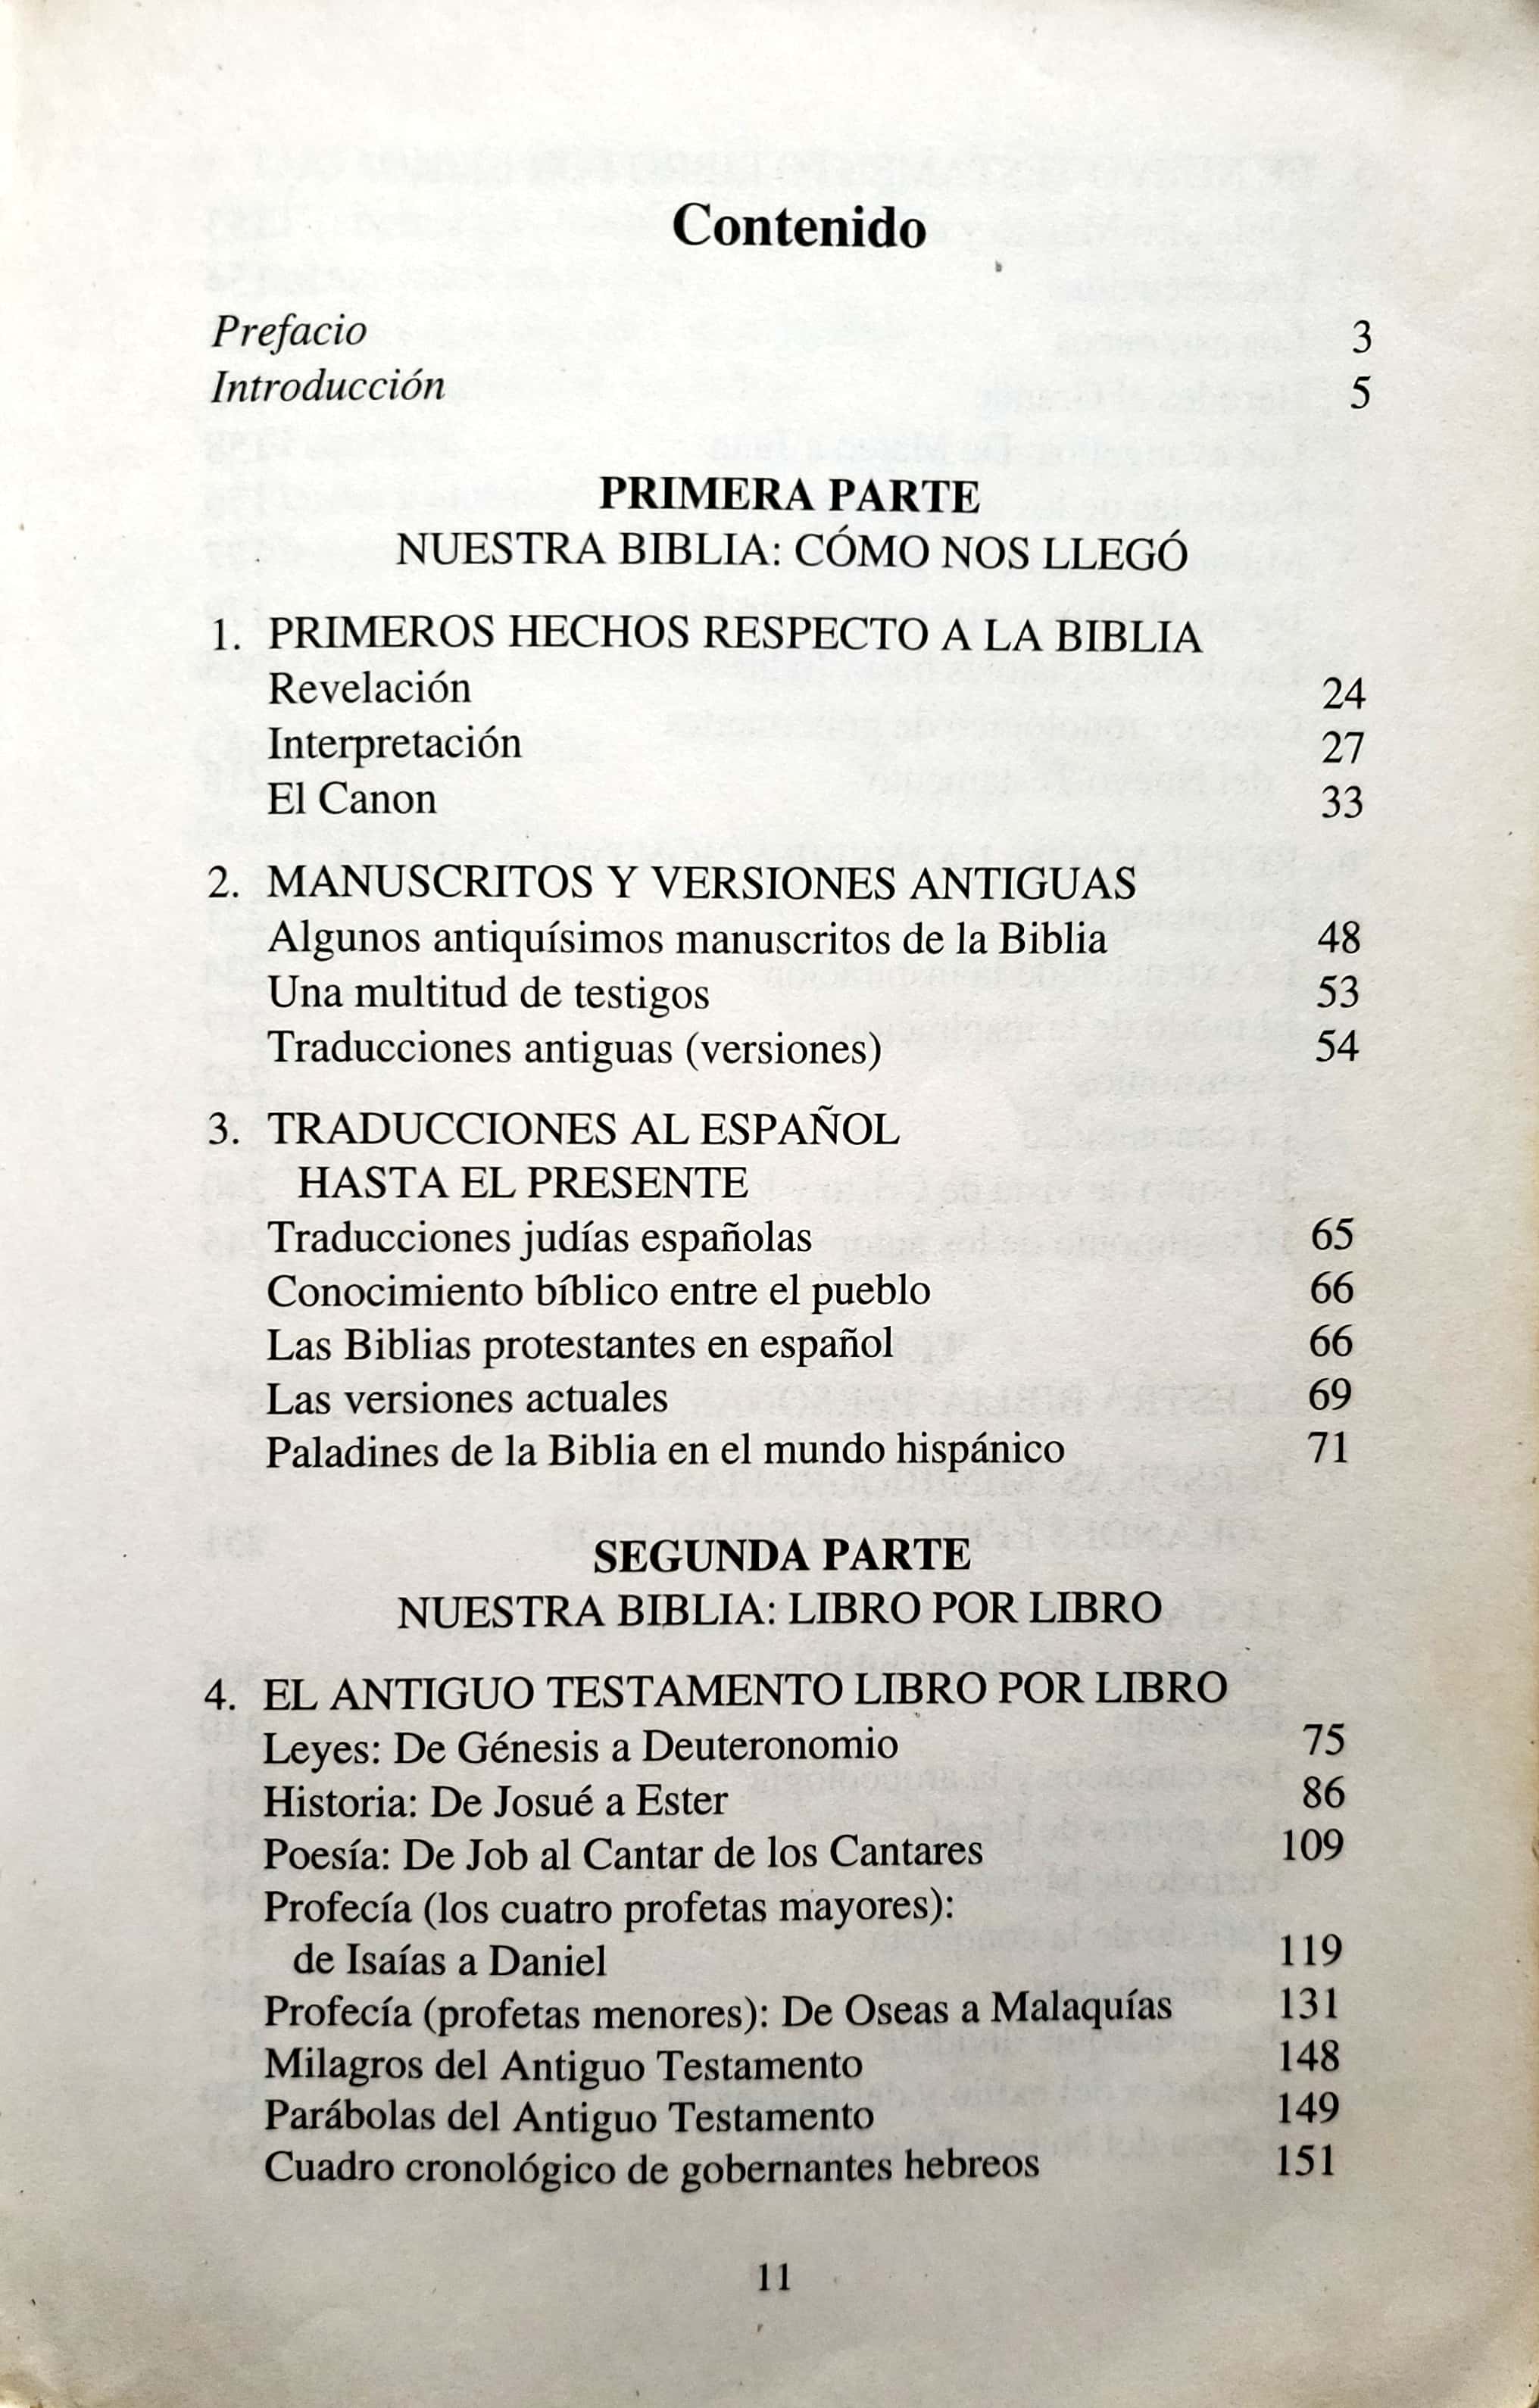 Contenido
Prefacio 3
Introducción 5
PRIMERA PARTE
NUESTRA BIBLIA: CÓMO NOS LLEGÓ
1. PRIMEROS HECHOS RESPECTO A LA BIBLIA
Revelación 24
Interpretación 27
El Canon 33
2. MANUSCRITOS Y VERSIONES ANTIGUAS
Algunos antiquísimos manuscritos de la Biblia 48
Una multitud de testigos 53
Traducciones antiguas (versiones) 54
3. TRADUCCIONES AL ESPAÑOL
HASTA EL PRESENTE
Traducciones judías españolas 65
Conocimiento bíblico entre el pueblo 66
Las Biblias protestantes en español 66
Las versiones actuales 69
Paladines de la Biblia en el mundo hispánico 71
SEGUNDA PARTE
NUESTRA BIBLIA: LIBRO POR LIBRO
4. EL ANTIGUO TESTAMENTO LIBRO POR LIBRO
Leyes: De Génesis a Deuteronomio 75
Historia: De Josué a Ester 86
Poesía: De Job al Cantar de los Cantares 109
Profecía (los cuatro profetas mayores):
de Isaías a Daniel 119
Profecía (profetas menores): De Oseas a Malaquías 131
Milagros del Antiguo Testamento 148
Parábolas del Antiguo Testamento 149
Cuadro cronológico de gobernantes hebreos 151
11